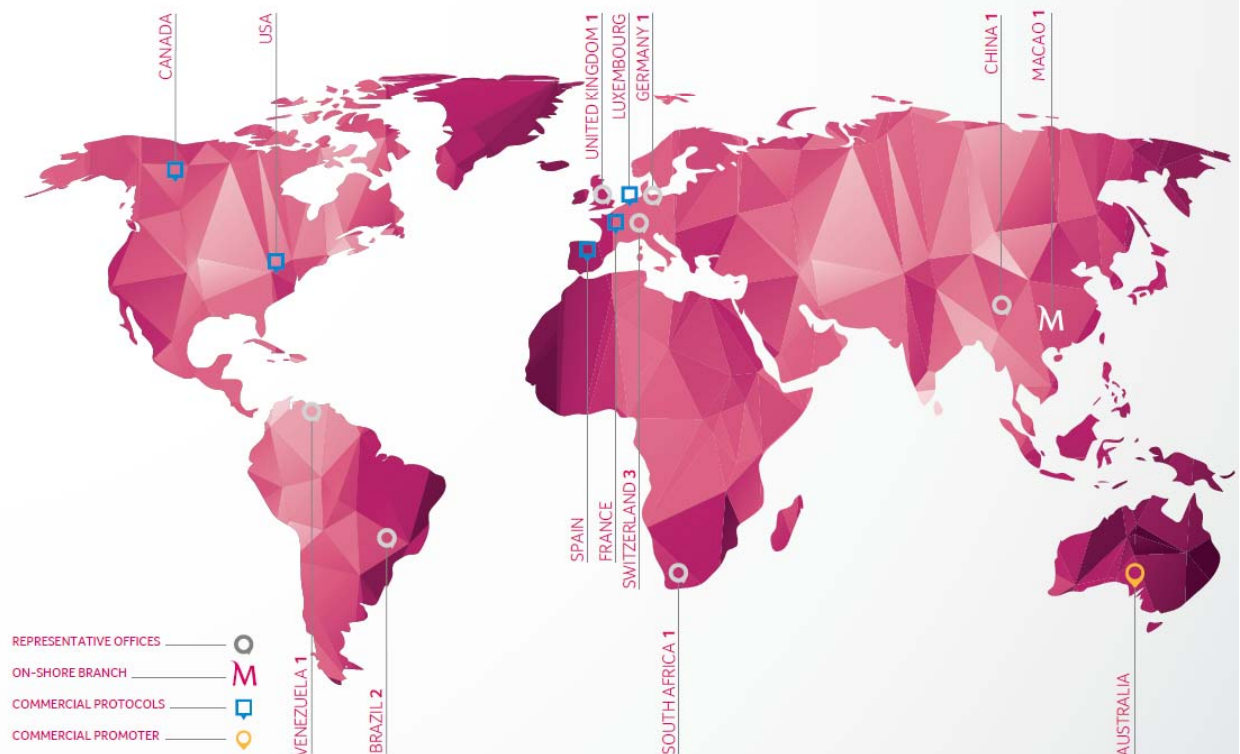 CANADA
USA
UNITED KINGDOM 1
LUXEMBOURG
GERMANY 1
CHINA 1
MACAO 1
M
SPAIN
FRANCE
SWITZERLAND 3
REPRESENTATIVE OFFICES
ON-SHORE BRANCH M
COMMERCIAL PROTOCOLS
COMMERCIAL PROMOTER
VENEZUELA 1
BRAZIL 2
SOUTH AFRICA 1
AUSTRALIA